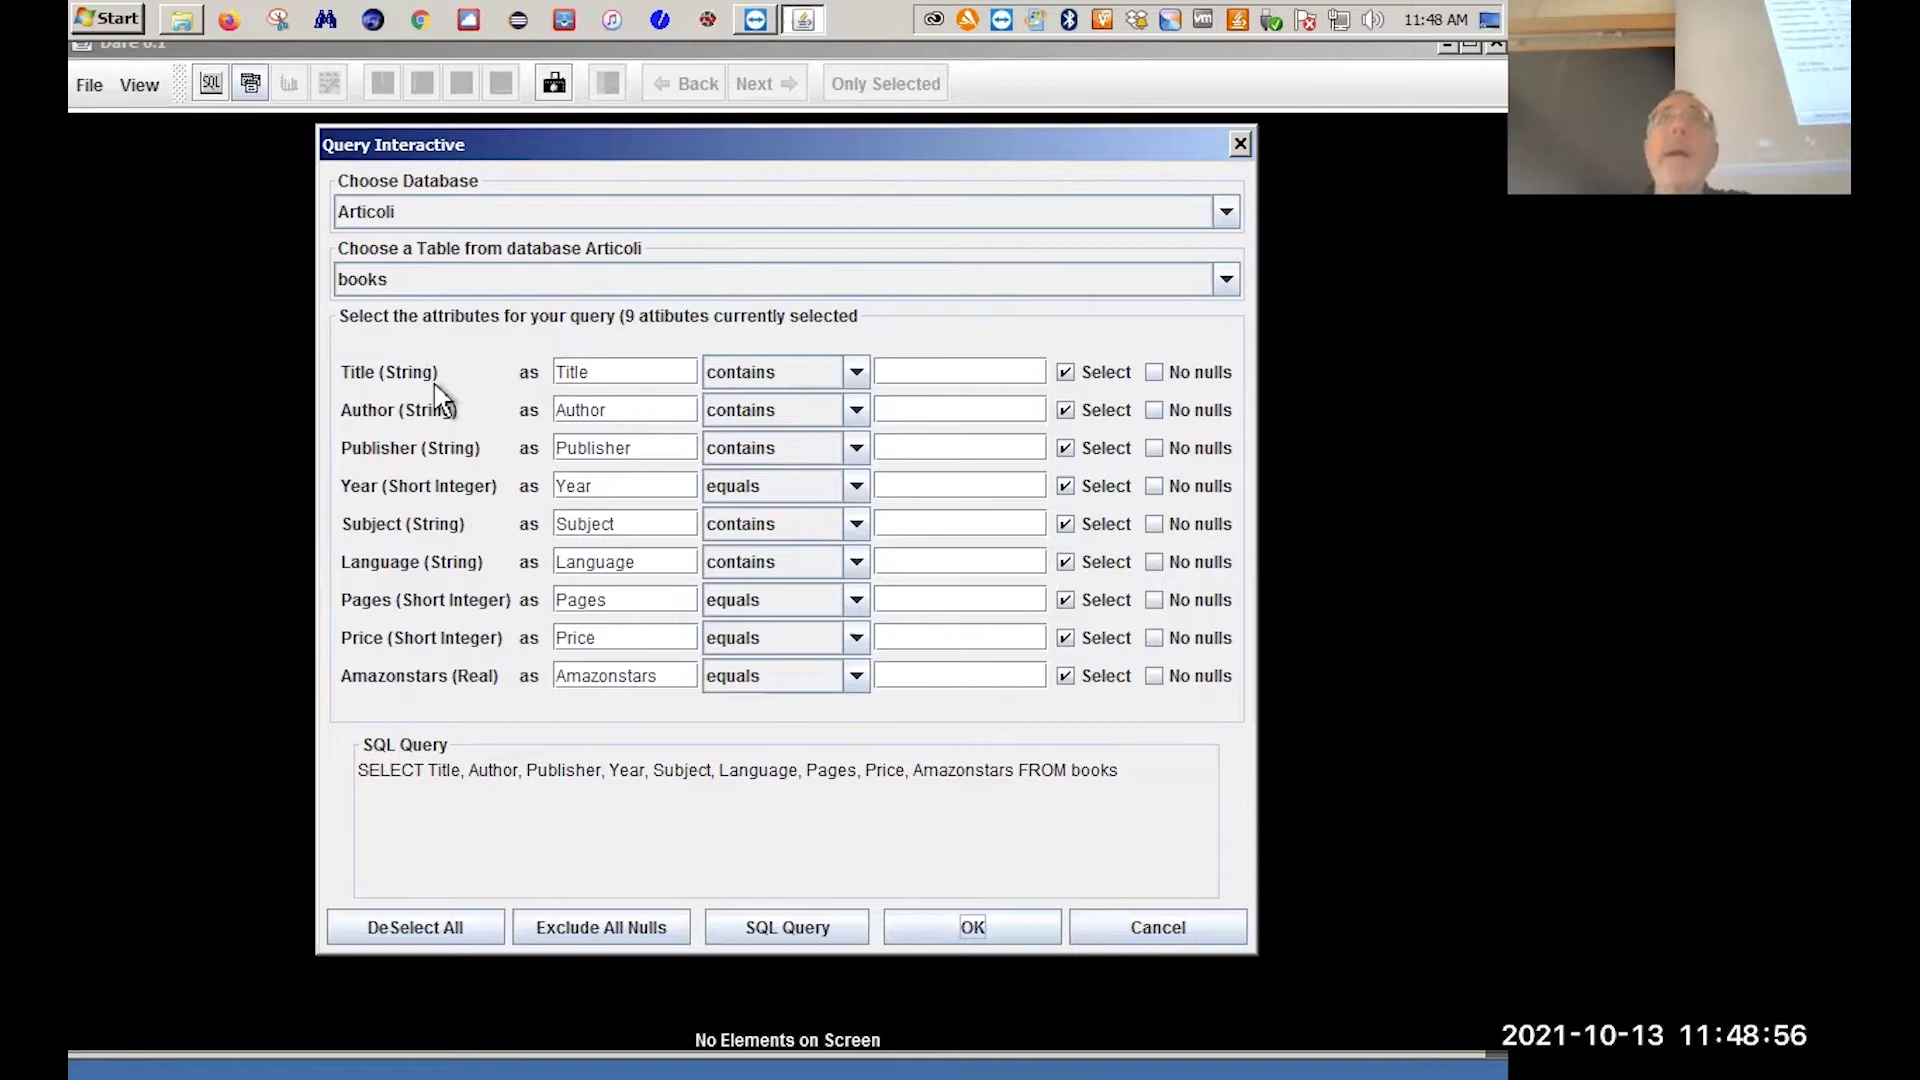 Start
11:48 AM
Dare 0.1
File View SQL Back Next Only Selected
Query Interactive
Choose Database
Articoli
Choose a Table from database Articoli
books
Select the attributes for your query (9 attibutes currently selected
Title (String) as Title contains Select No nulls
Author (String) as Author contains Select No nulls
Publisher (String) as Publisher contains Select No nulls
Year (Short Integer) as Year equals Select No nulls
Subject (String) as Subject contains Select No nulls
Language (String) as Language contains Select No nulls
Pages (Short Integer) as Pages equals Select No nulls
Price (Short Integer) as Price equals Select No nulls
Amazonstars (Real) as Amazonstars equals Select No nulls
SQL Query
SELECT Title, Author, Publisher, Year, Subject, Language, Pages, Price, Amazonstars FROM books
DeSelect All Exclude All Nulls SQL Query OK Cancel
No Elements on Screen
2021-10-13 11:48:56